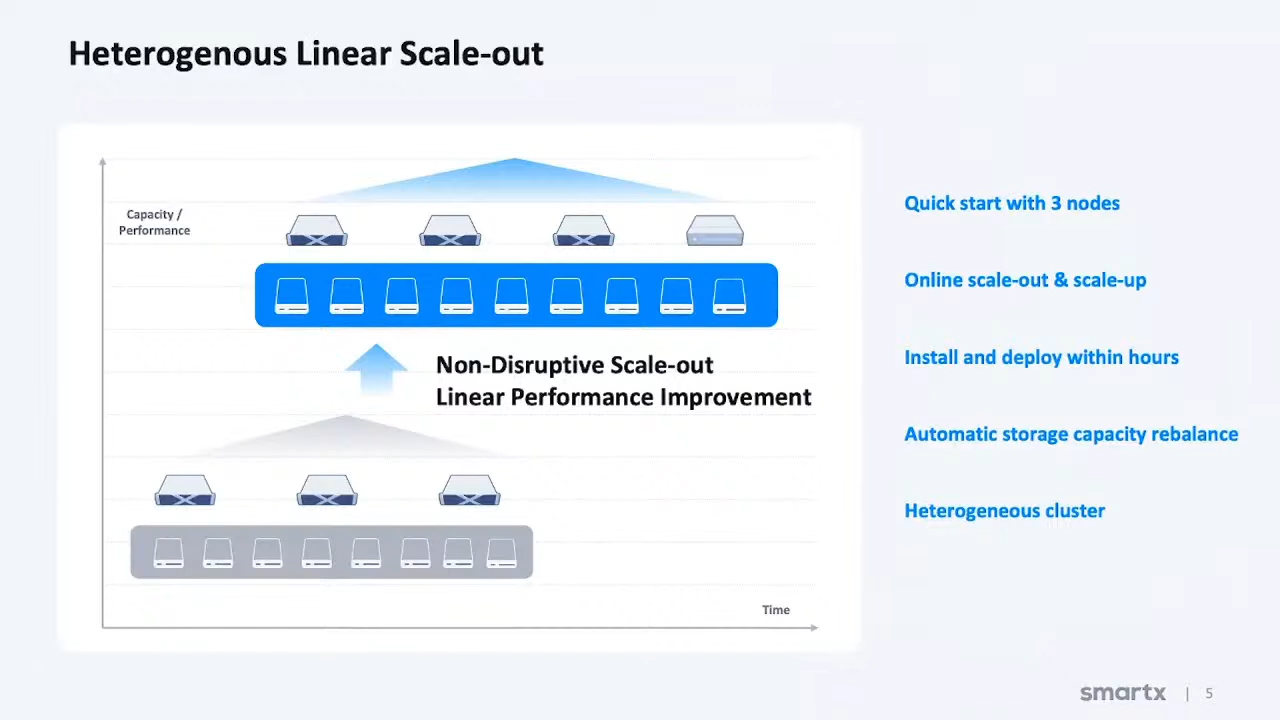 Heterogenous Linear Scale-out
Capacity /
Performance
Non-Disruptive Scale-out
Linear Performance Improvement
Time
Quick start with 3 nodes
Online scale-out & scale-up
Install and deploy within hours
Automatic storage capacity rebalance
Heterogeneous cluster
smartx | 5